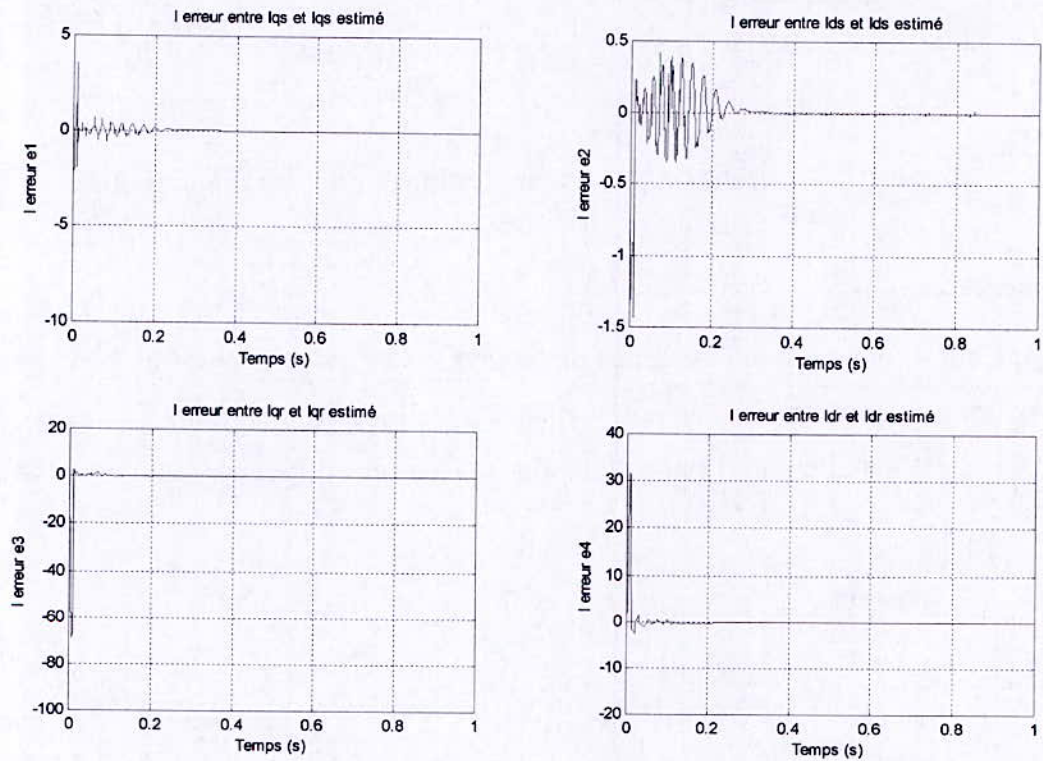 l erreur entre Iqs et Iqs estimé
5
0
-5
-10
l erreur e1
0 0.2 0.4 0.6 0.8 1
Temps (s)
l erreur entre Ids et Ids estimé
0.5
0
-0.5
-1
-1.5
l erreur e2
0 0.2 0.4 0.6 0.8 1
Temps (s)
l erreur entre Iqr et Iqr estimé
20
0
-20
-40
-60
-80
-100
l erreur e3
0 0.2 0.4 0.6 0.8 1
Temps (s)
l erreur entre Idr et Idr estimé
40
30
20
10
0
-10
-20
l erreur e4
0 0.2 0.4 0.6 0.8 1
Temps (s)